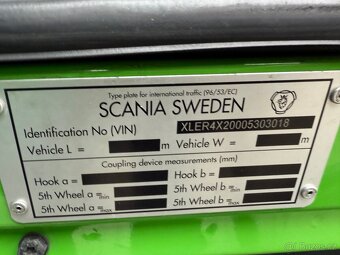 Type plate for international traffic (96/53/EC)
SCANIA SWEDEN
Identification No (VIN) XLER4X20005303018
Vehicle L = m Vehicle W = m
Coupling device measurements (mm)
Hook a = Hook b =
5th Wheel a =min 5th Wheel b =min
5th Wheel a =max 5th Wheel b =max